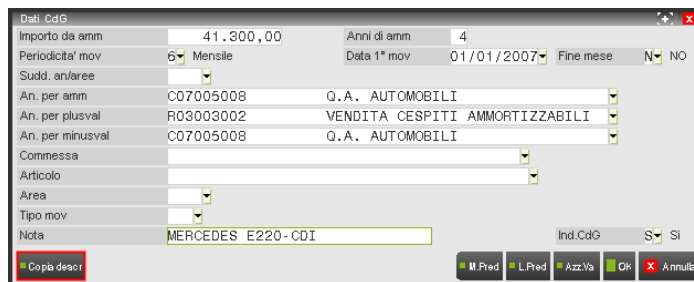 Dati CdG
Importo da amm 41.300,00 Anni di amm 4
Periodicita' mov 6 Mensile Data 1° mov 01/01/2007 Fine mese N NO
Sudd. an/aree
An. per amm C07005008 Q.A. AUTOMOBILI
An. per plusval R03003002 VENDITA CESPITI AMMORTIZZABILI
An. per minusval C07005008 Q.A. AUTOMOBILI
Commessa
Articolo
Area
Tipo mov
Nota MERCEDES E220-CDI Ind.CdG S Si
Copia descr M.Pred L.Pred Azz.Va OK X Annulla